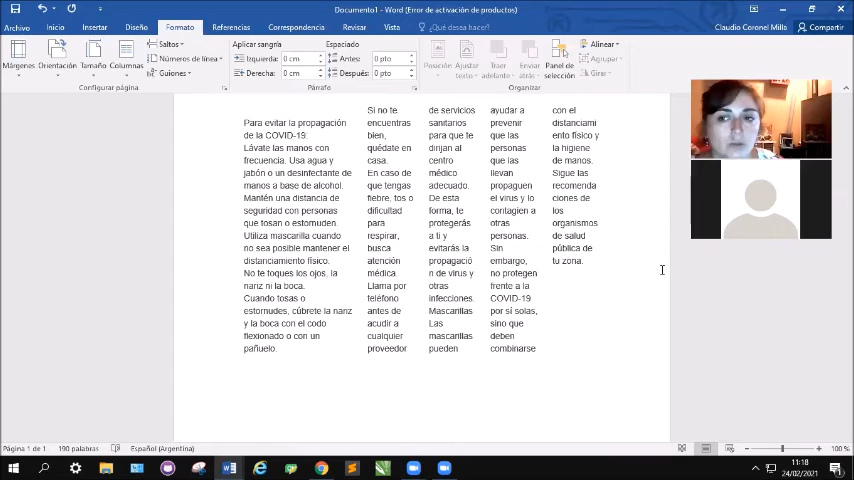 Documento1 - Word (Error de activación de productos)
Archivo Inicio Insertar Diseño Formato Referencias Correspondencia Revisar Vista ¿Qué desea hacer? Claudio Coronel Milla Compartir
Márgenes Orientación Tamaño Columnas
Saltos
Números de línea
Guiones
Configurar página
Aplicar sangría
Izquierda: 0 cm
Derecha: 0 cm
Espaciado
Antes: 0 pto
Después: 0 pto
Párrafo
Posición
Ajustar texto
Traer adelante
Enviar atrás
Panel de selección
Alinear
Agrupar
Girar
Organizar
Para evitar la propagación
de la COVID-19:
Lávate las manos con
frecuencia. Usa agua y
jabón o un desinfectante de
manos a base de alcohol.
Mantén una distancia de
seguridad con personas
que tosan o estornuden.
Utiliza mascarilla cuando
no sea posible mantener el
distanciamiento físico.
No te toques los ojos, la
nariz ni la boca.
Cuando tosas o
estornudes, cúbrete la nariz
y la boca con el codo
flexionado o con un
pañuelo.
Si no te
encuentras
bien,
quédate en
casa.
En caso de
que tengas
fiebre, tos o
dificultad
para
respirar,
busca
atención
médica.
Llama por
teléfono
antes de
acudir a
cualquier
proveedor
de servicios
sanitarios
para que te
dirijan al
centro
médico
adecuado.
De esta
forma, te
protegerás
a ti y
evitarás la
propagació
n de virus y
otras
infecciones.
Mascarillas
Las
mascarillas
pueden
ayudar a
prevenir
que las
personas
que las
llevan
propaguen
el virus y lo
contagien a
otras
personas.
Sin
embargo,
no protegen
frente a la
COVID-19
por sí solas,
sino que
deben
combinarse
con el
distanciami
ento físico y
la higiene
de manos.
Sigue las
recomenda
ciones de
los
organismos
de salud
pública de
tu zona.
Página 1 de 1 190 palabras Español (Argentina) 100 %
11:18
24/02/2021